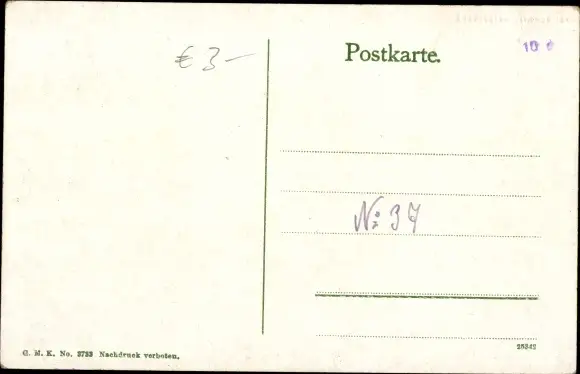 Postkarte.
10
€ 3 —
№ 37
G. M. K. No. 3733 Nachdruck verboten.
25342